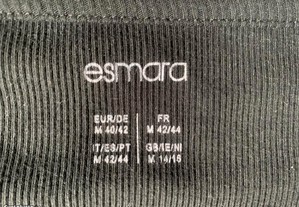 esmara
EUR/DE FR
M 40/42 M 42/44
IT/ES/PT GB/IE/NI
M 42/44 M 14/16